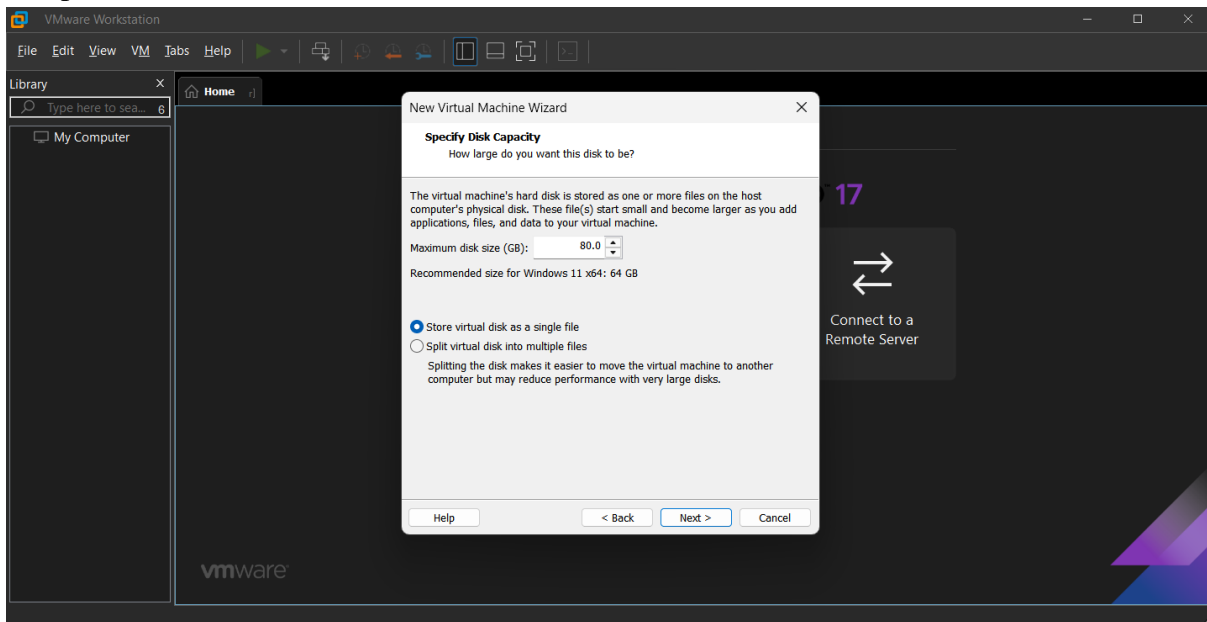 VMware Workstation
File Edit View VM Tabs Help
Library X
Home
Type here to sea...
My Computer
New Virtual Machine Wizard
Specify Disk Capacity
How large do you want this disk to be?
The virtual machine's hard disk is stored as one or more files on the host
computer's physical disk. These file(s) start small and become larger as you add
applications, files, and data to your virtual machine.
Maximum disk size (GB): 80.0
Recommended size for Windows 11 x64: 64 GB
Store virtual disk as a single file
Split virtual disk into multiple files
Splitting the disk makes it easier to move the virtual machine to another
computer but may reduce performance with very large disks.
Help < Back Next > Cancel
17
Connect to a
Remote Server
vmware